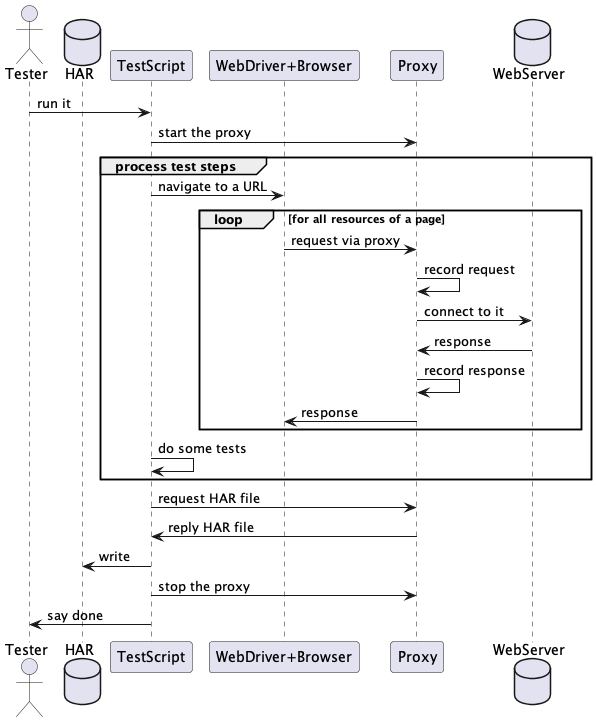 Tester
HAR
TestScript
WebDriver+Browser
Proxy
WebServer
run it
start the proxy
process test steps
navigate to a URL
loop
[for all resources of a page]
request via proxy
record request
connect to it
response
record response
response
do some tests
request HAR file
reply HAR file
write
stop the proxy
say done
Tester
HAR
TestScript
WebDriver+Browser
Proxy
WebServer